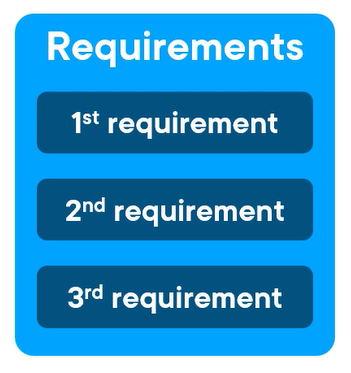 Requirements
1st requirement
2nd requirement
3rd requirement